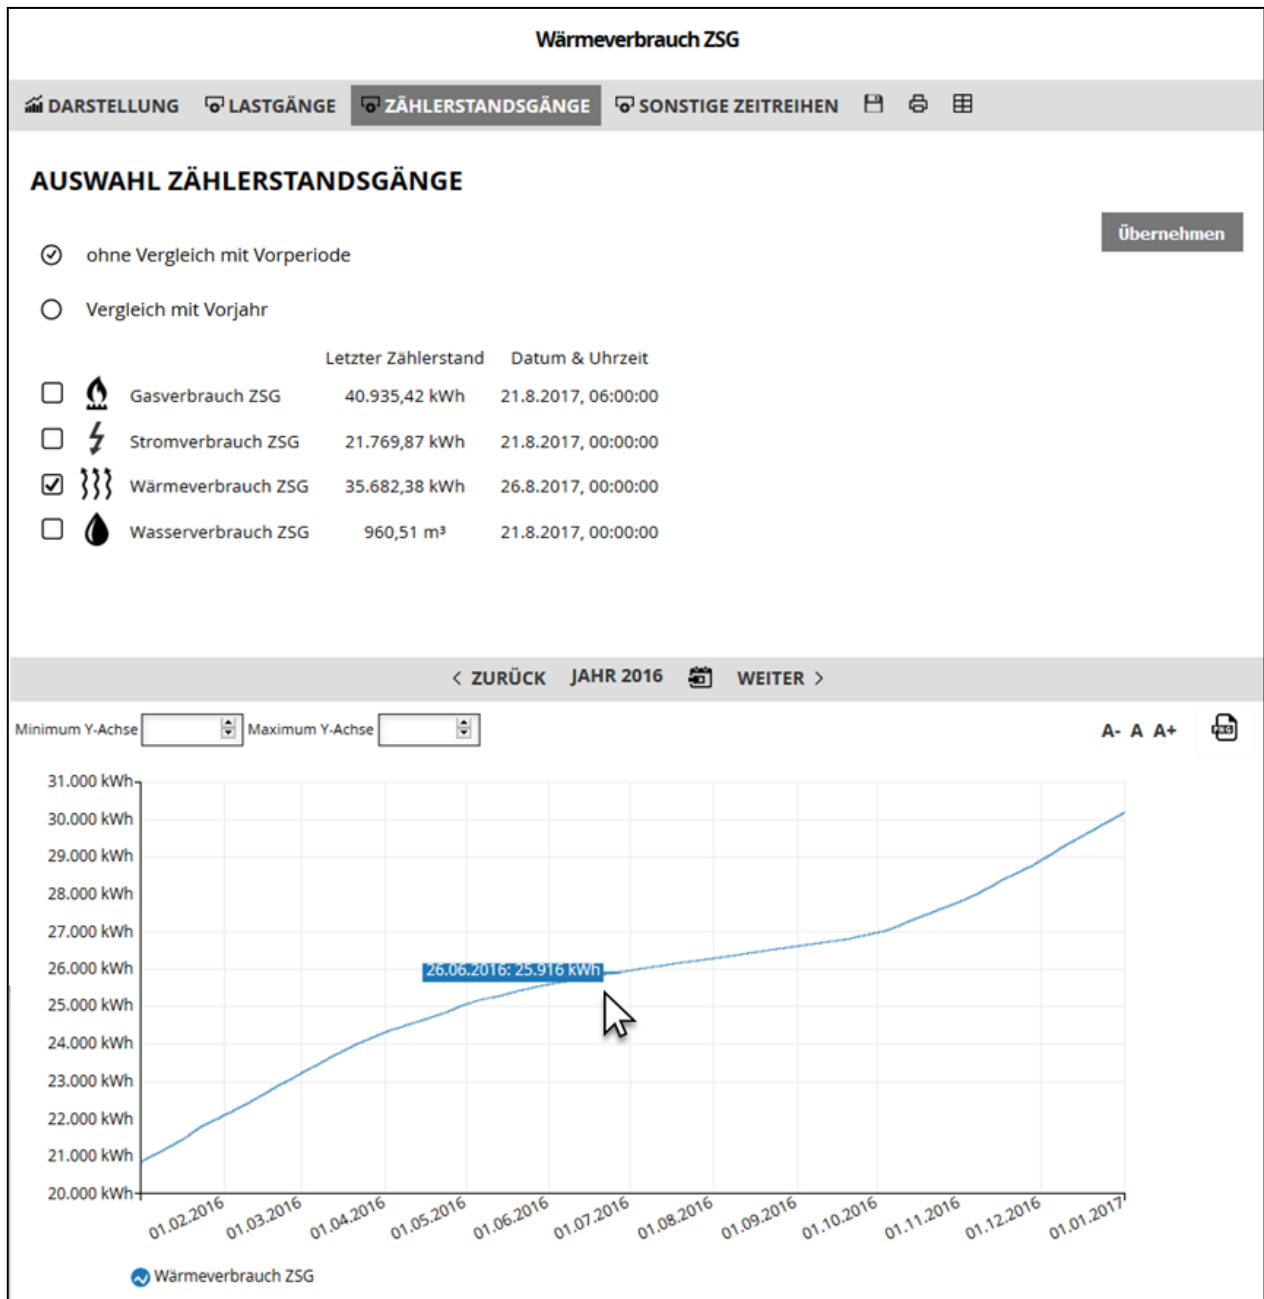 Wärmeverbrauch ZSG
DARSTELLUNG LASTGÄNGE ZÄHLERSTANDSGÄNGE SONSTIGE ZEITREIHEN
AUSWAHL ZÄHLERSTANDSGÄNGE
Übernehmen
ohne Vergleich mit Vorperiode
Vergleich mit Vorjahr
Letzter Zählerstand Datum & Uhrzeit
Gasverbrauch ZSG 40.935,42 kWh 21.8.2017, 06:00:00
Stromverbrauch ZSG 21.769,87 kWh 21.8.2017, 00:00:00
Wärmeverbrauch ZSG 35.682,38 kWh 26.8.2017, 00:00:00
Wasserverbrauch ZSG 960,51 m³ 21.8.2017, 00:00:00
< ZURÜCK JAHR 2016 WEITER >
Minimum Y-Achse Maximum Y-Achse A- A A+ PNG
31.000 kWh
30.000 kWh
29.000 kWh
28.000 kWh
27.000 kWh
26.000 kWh
26.06.2016: 25.916 kWh
25.000 kWh
24.000 kWh
23.000 kWh
22.000 kWh
21.000 kWh
20.000 kWh
01.02.2016 01.03.2016 01.04.2016 01.05.2016 01.06.2016 01.07.2016 01.08.2016 01.09.2016 01.10.2016 01.11.2016 01.12.2016 01.01.2017
Wärmeverbrauch ZSG